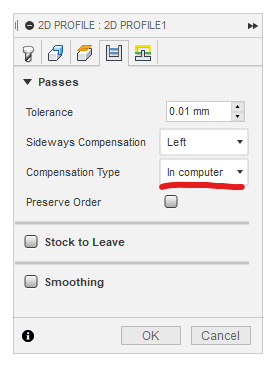 2D PROFILE : 2D PROFILE1
Passes
Tolerance 0.01 mm
Sideways Compensation Left
Compensation Type In computer
Preserve Order
Stock to Leave
Smoothing
OK Cancel